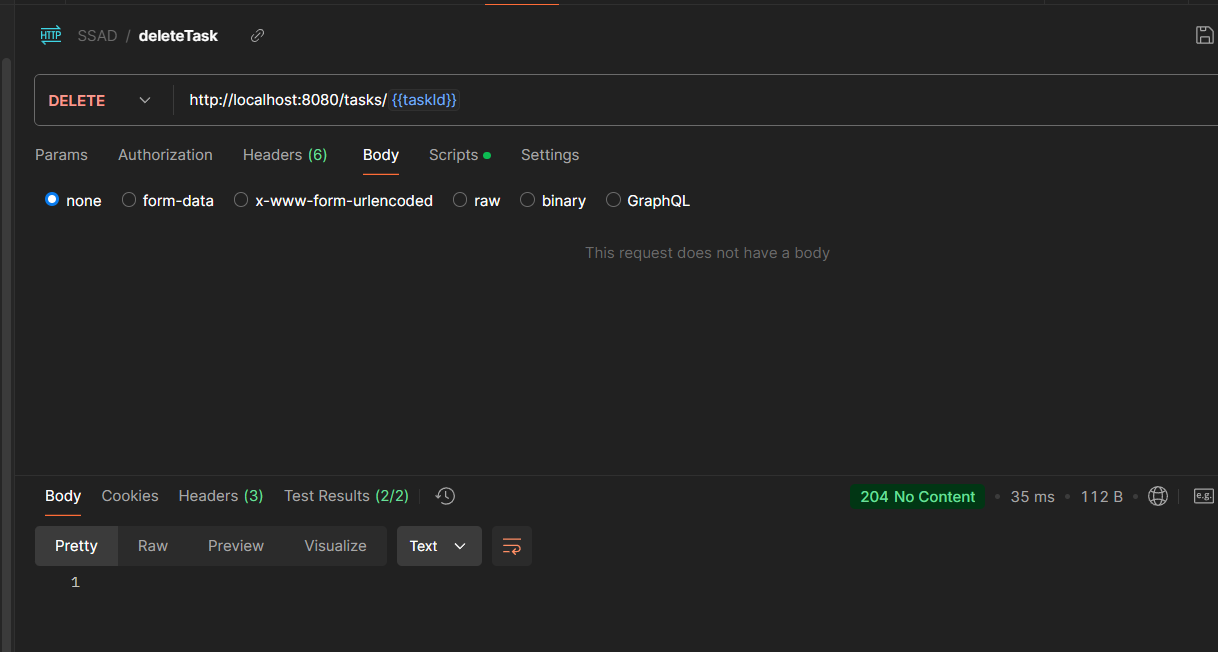 HTTP SSAD / deleteTask
DELETE http://localhost:8080/tasks/ {{taskId}}
Params Authorization Headers (6) Body Scripts Settings
none form-data x-www-form-urlencoded raw binary GraphQL
This request does not have a body
Body Cookies Headers (3) Test Results (2/2) 204 No Content 35 ms 112 B e.g.
Pretty Raw Preview Visualize Text
1